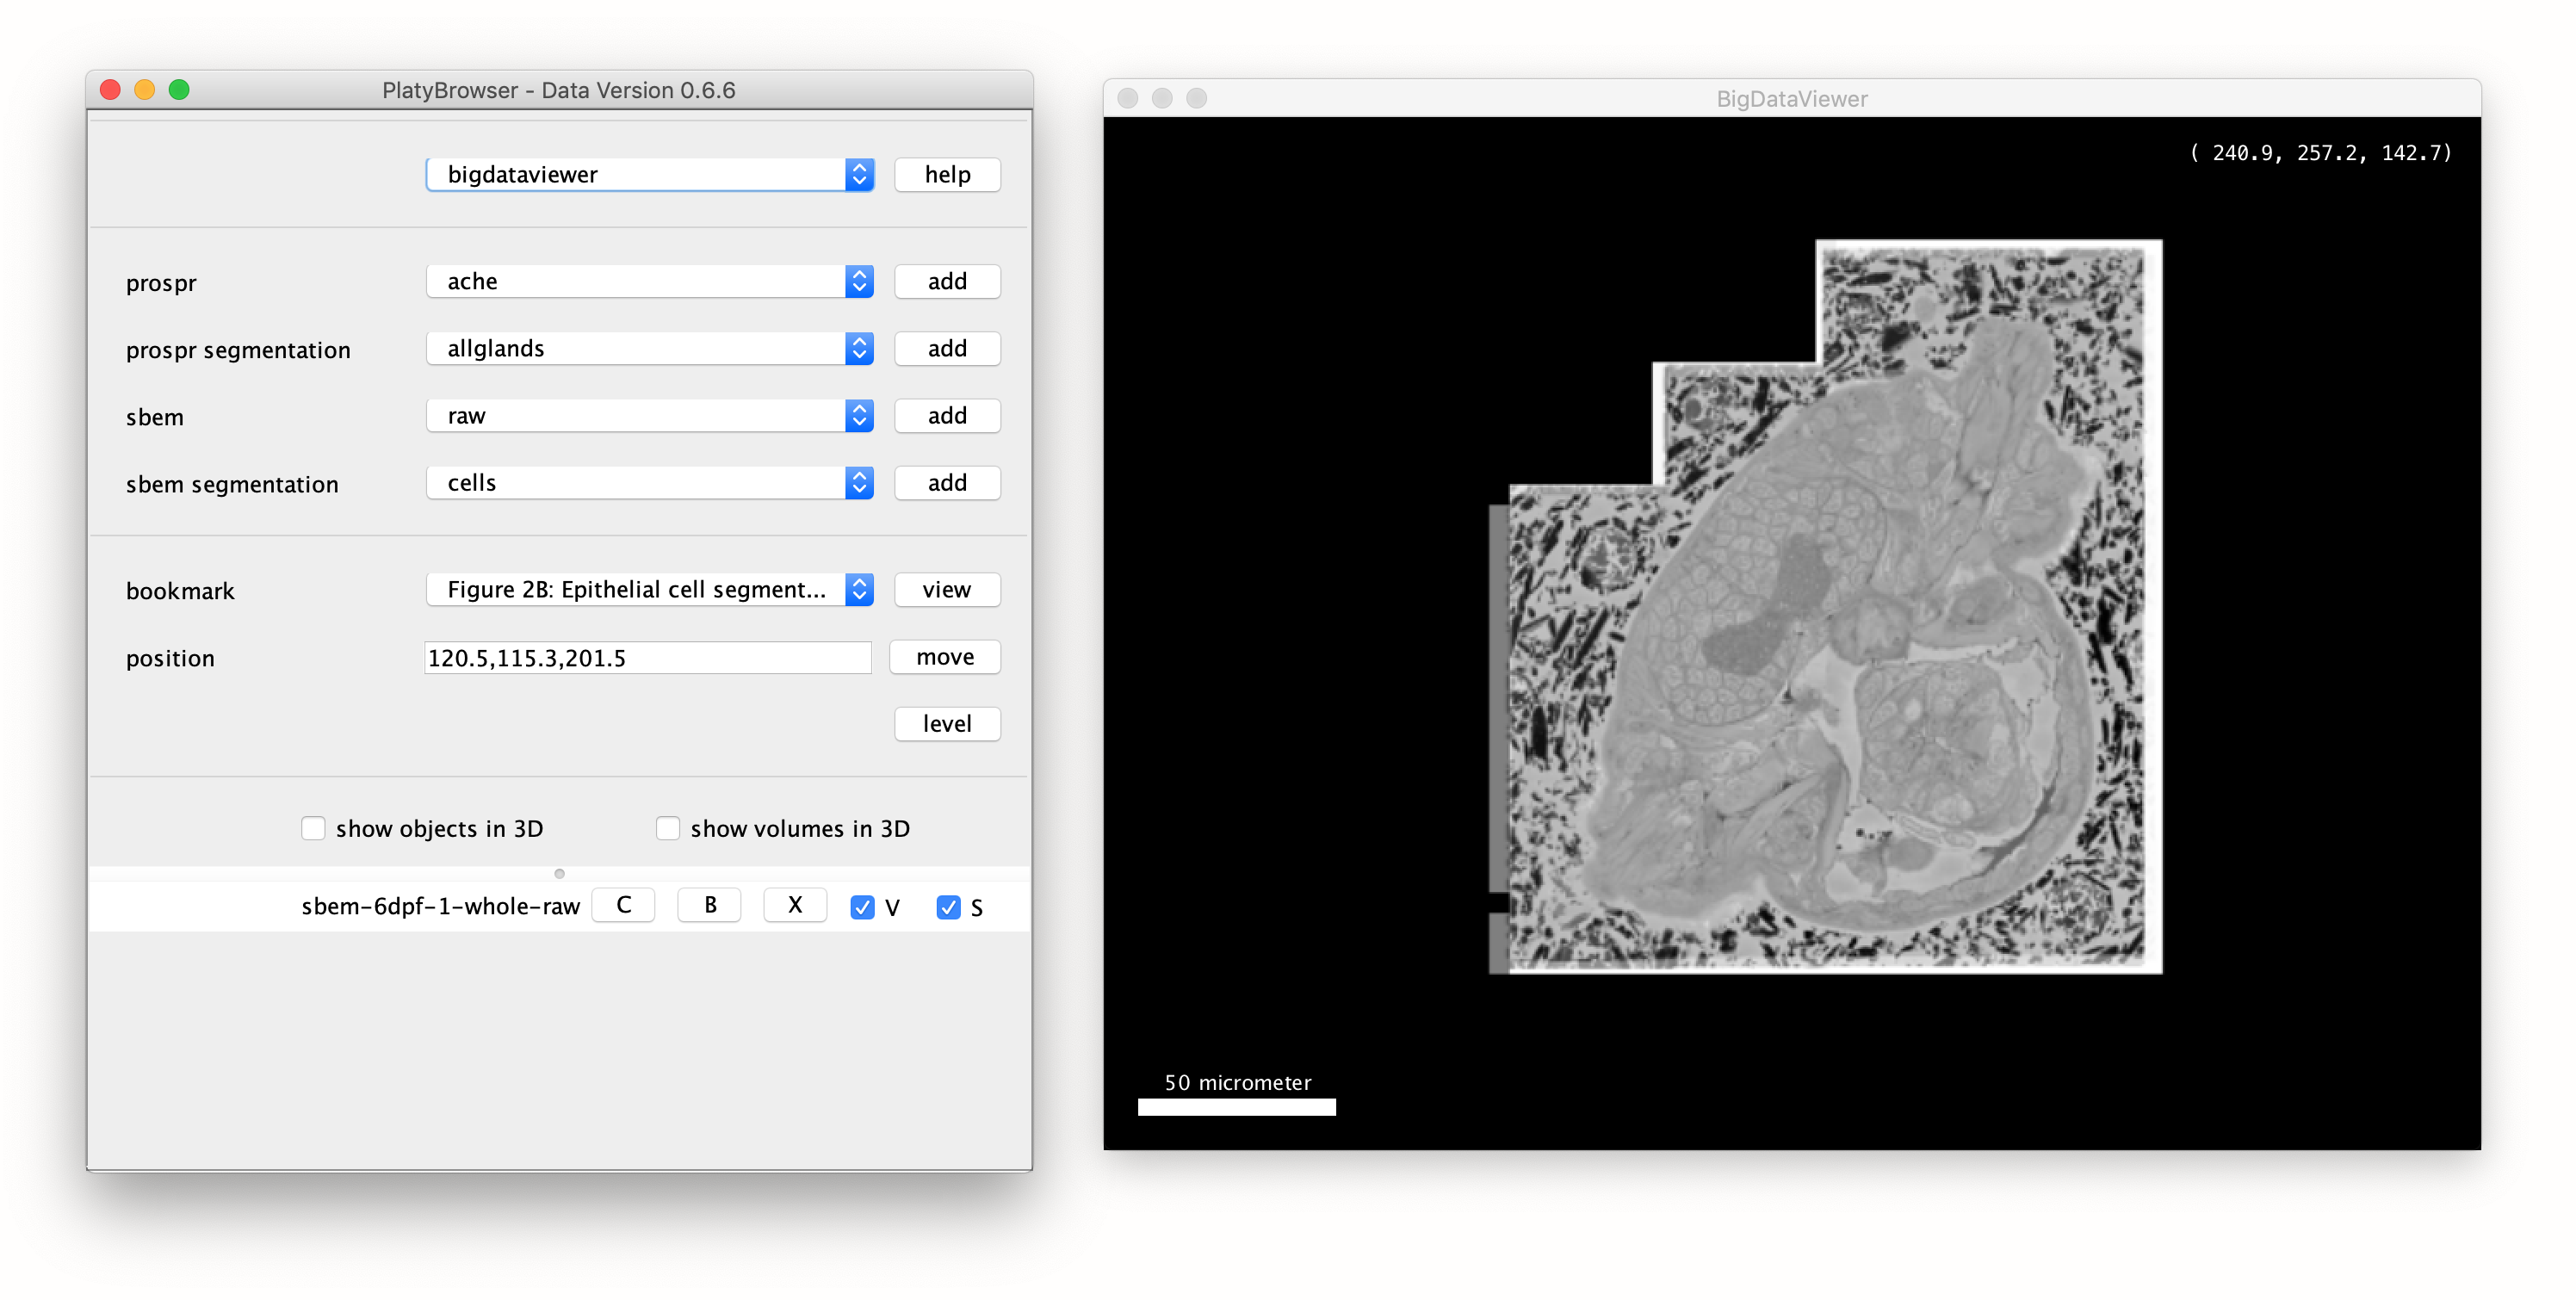 PlatyBrowser - Data Version 0.6.6
bigdataviewer help
prospr ache add
prospr segmentation allglands add
sbem raw add
sbem segmentation cells add
bookmark Figure 2B: Epithelial cell segment... view
position 120.5,115.3,201.5 move
level
show objects in 3D show volumes in 3D
sbem-6dpf-1-whole-raw C B X V S
BigDataViewer
( 240.9, 257.2, 142.7)
50 micrometer